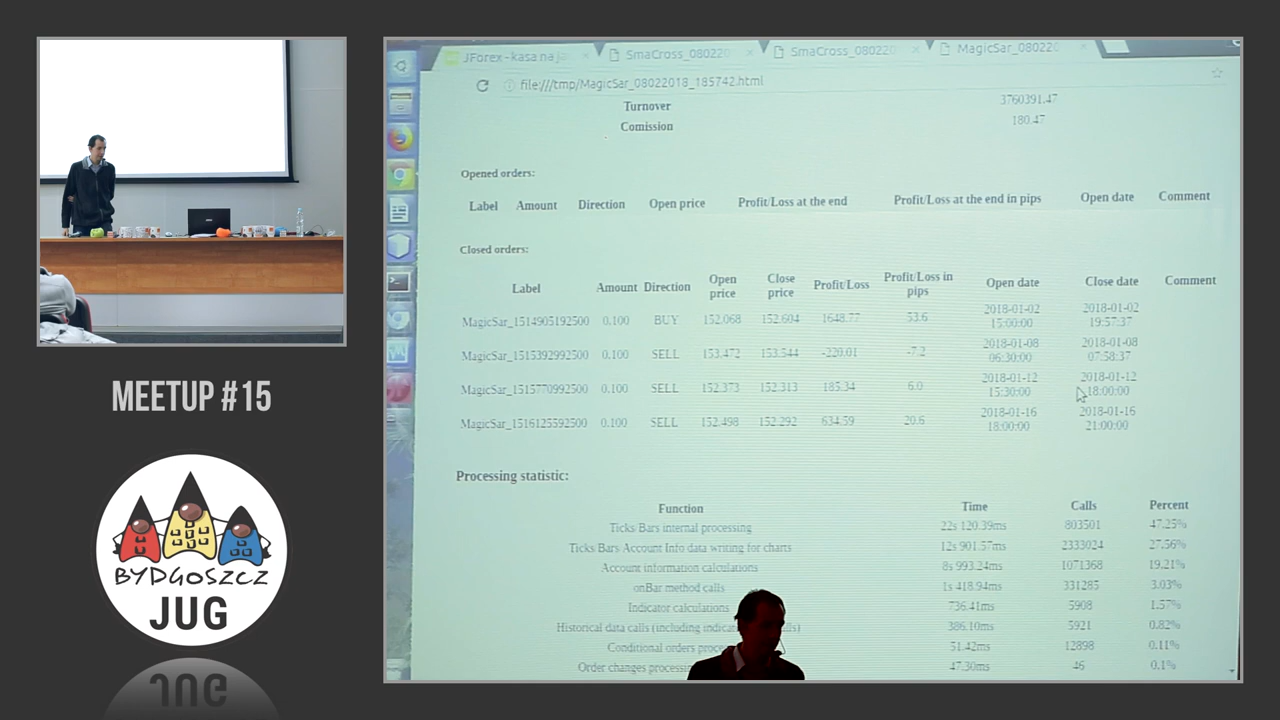 JForex - kasa na ja
SmaCross_080220
SmaCross_080220
MagicSar_080220
file:///tmp/MagicSar_08022018_185742.html
Turnover 3760391.47
Comission 180.47
Opened orders:
Label Amount Direction Open price Profit/Loss at the end Profit/Loss at the end in pips Open date Comment
Closed orders:
Label Amount Direction Open price Close price Profit/Loss Profit/Loss in pips Open date Close date Comment
MagicSar_1514905192500 0.100 BUY 152.068 152.604 1648.77 53.6 2018-01-02 15:00:00 2018-01-02 19:57:37
MagicSar_1515392992500 0.100 SELL 153.472 153.544 -220.01 -7.2 2018-01-08 06:30:00 2018-01-08 07:58:37
MagicSar_1515770992500 0.100 SELL 152.373 152.313 185.34 6.0 2018-01-12 15:30:00 2018-01-12 18:00:00
MagicSar_1516125592500 0.100 SELL 152.498 152.292 634.59 20.6 2018-01-16 18:00:00 2018-01-16 21:00:00
Processing statistic:
Function Time Calls Percent
Ticks/Bars internal processing 22s 120.39ms 803501 47.25%
Ticks/Bars Account Info data writing for charts 12s 901.57ms 2333024 27.56%
Account information calculations 8s 993.24ms 1071368 19.21%
onBar method calls 1s 418.94ms 331285 3.03%
Indicator calculations 736.41ms 5908 1.57%
Historical data calls (including indica ls) 386.10ms 5921 0.82%
Conditional orders proce 51.42ms 12898 0.11%
Order changes processi 47.30ms 46 0.1%
MEETUP #15
BYDGOSZCZ
JUG